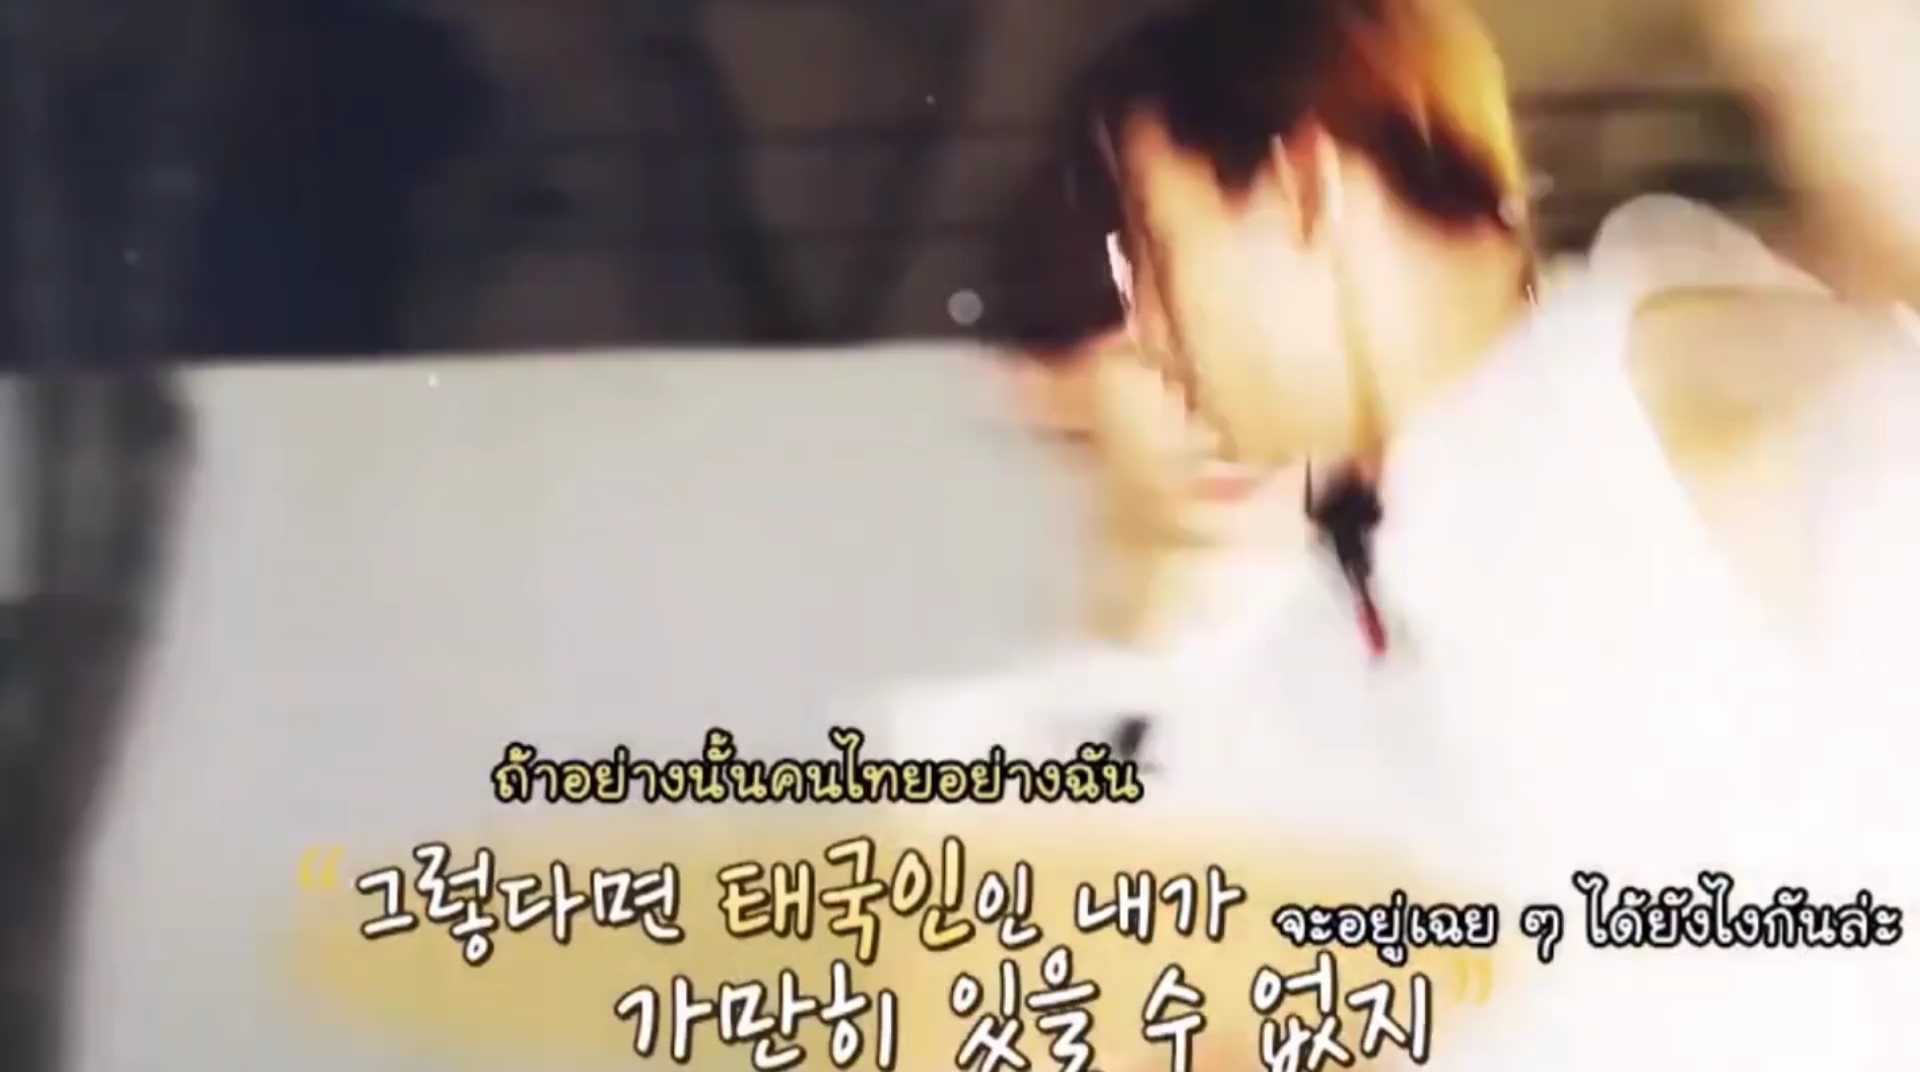 ถ้าอย่างนั้นคนไทยอย่างฉัน
“그렇다면 태국인인 내가
จะอยู่เฉย ๆ ได้ยังไงกันล่ะ
가만히 있을 수 없지”